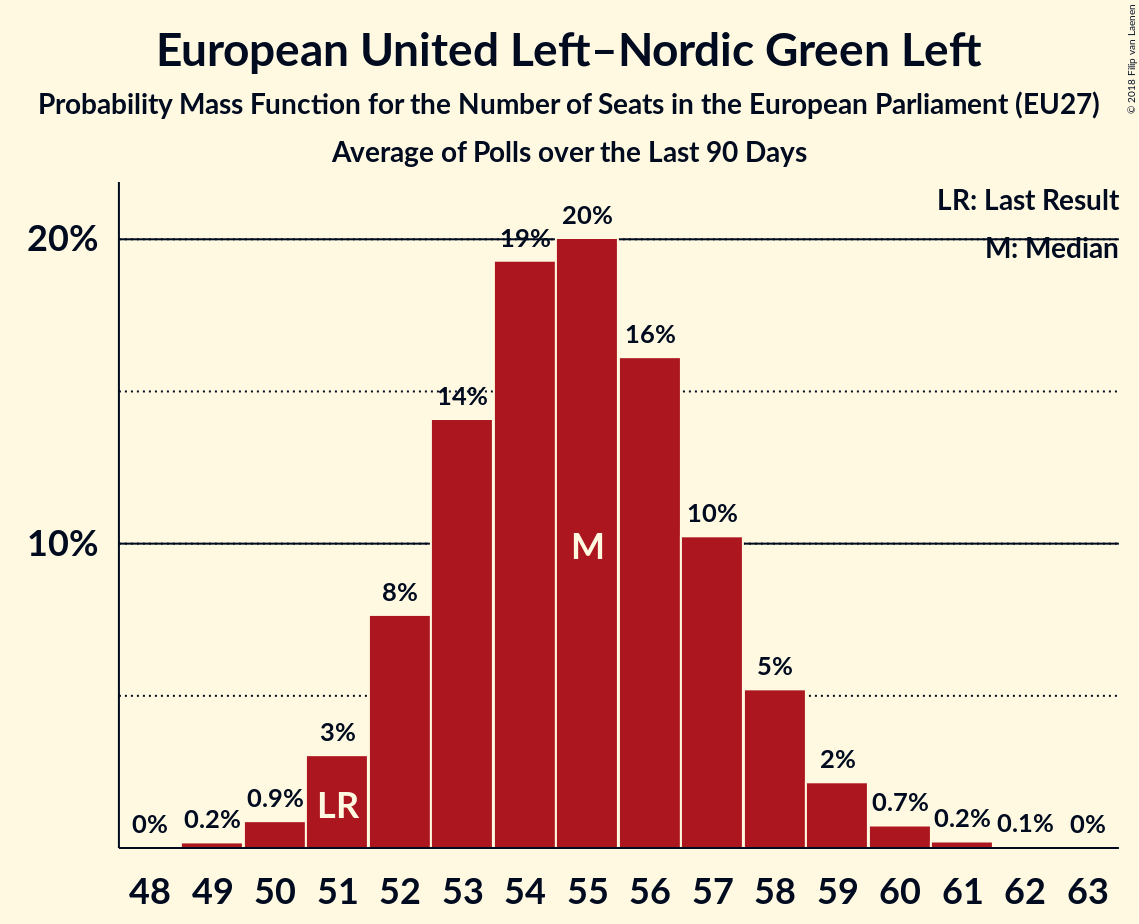 European United Left–Nordic Green Left
Probability Mass Function for the Number of Seats in the European Parliament (EU27)
Average of Polls over the Last 90 Days
© 2018 Filip van Laenen
LR: Last Result
M: Median
20%
10%
0%
0.2%
0.9%
3%
8%
14%
19%
20%
16%
10%
5%
2%
0.7%
0.2%
0.1%
0%
LR
M
48 49 50 51 52 53 54 55 56 57 58 59 60 61 62 63